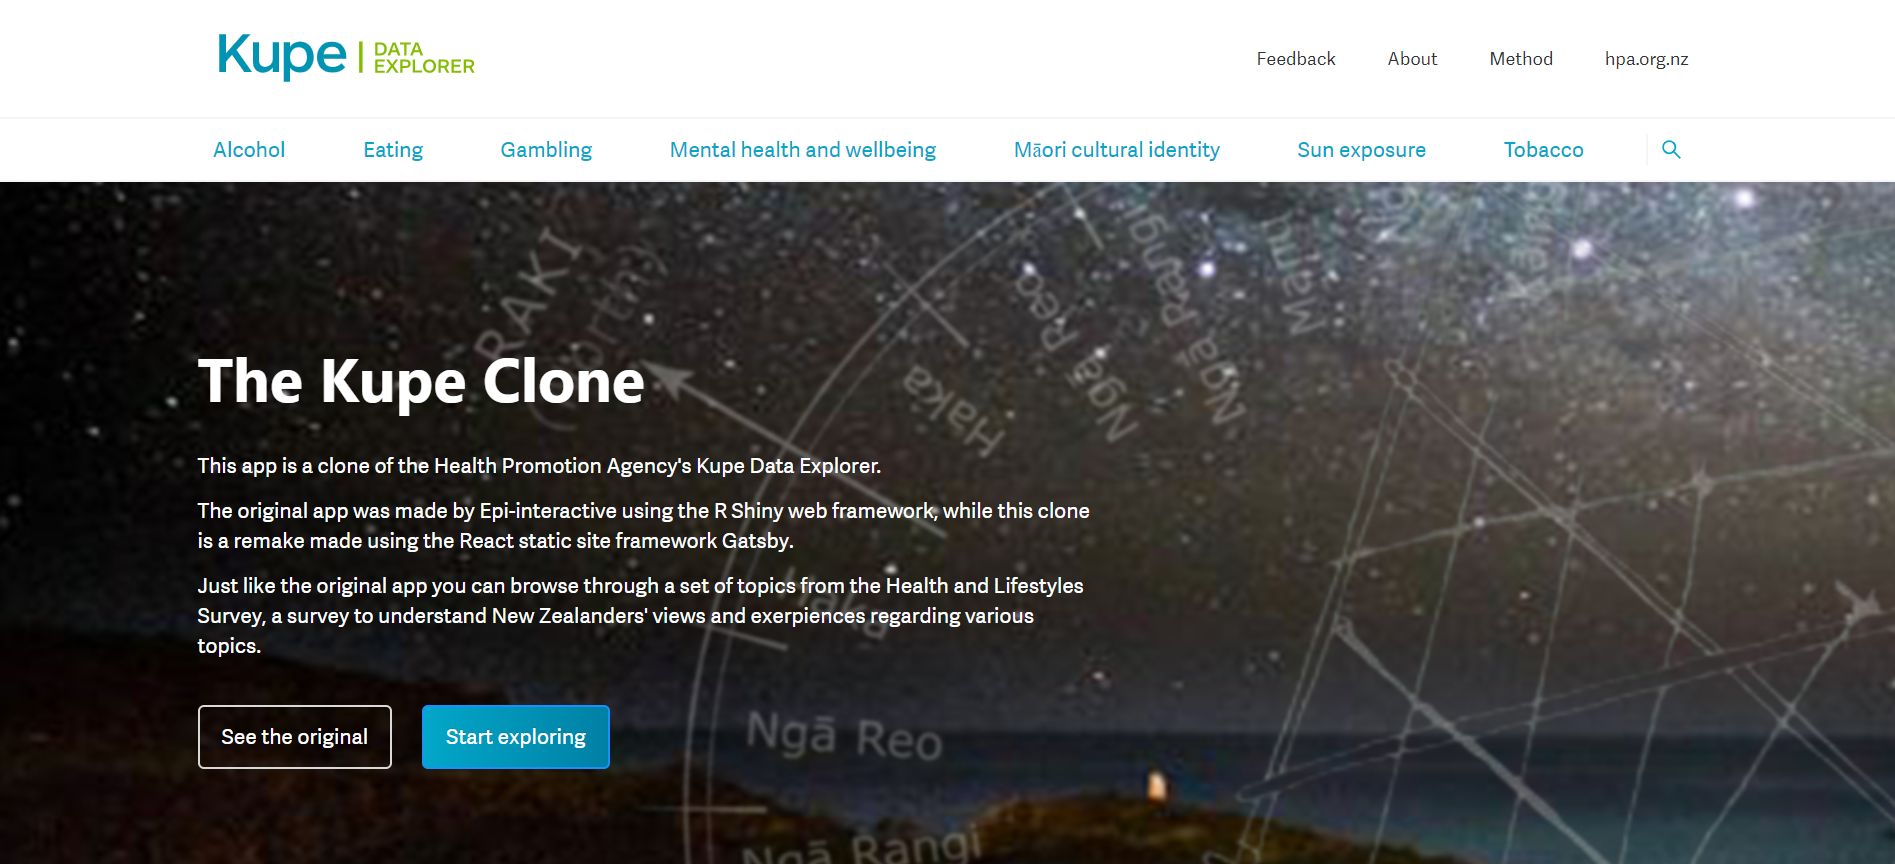 Kupe
DATA
EXPLORER
Feedback
About
Method
hpa.org.nz
Alcohol
Eating
Gambling
Mental health and wellbeing
Māori cultural identity
Sun exposure
Tobacco
RAKI
(North)
Haka
Ngā Reo
Ngā Rangi
Manu
The Kupe Clone
This app is a clone of the Health Promotion Agency's Kupe Data Explorer.
The original app was made by Epi-interactive using the R Shiny web framework, while this clone
is a remake made using the React static site framework Gatsby.
Just like the original app you can browse through a set of topics from the Health and Lifestyles
Survey, a survey to understand New Zealanders' views and exerpiences regarding various
topics.
Haka
See the original
Start exploring
Ngā Reo
Ngā Rangi